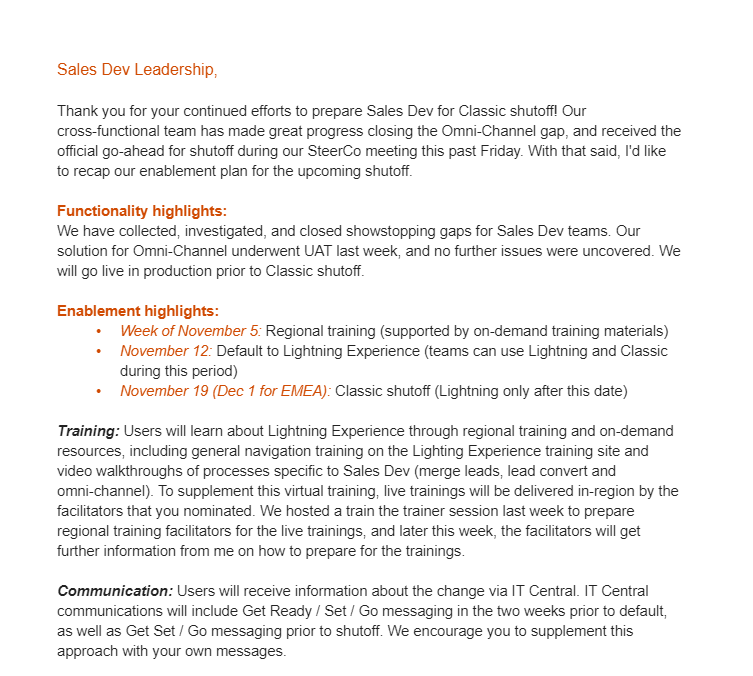 Sales Dev Leadership,
Thank you for your continued efforts to prepare Sales Dev for Classic shutoff! Our
cross-functional team has made great progress closing the Omni-Channel gap, and received the
official go-ahead for shutoff during our SteerCo meeting this past Friday. With that said, I'd like
to recap our enablement plan for the upcoming shutoff.
Functionality highlights:
We have collected, investigated, and closed showstopping gaps for Sales Dev teams. Our
solution for Omni-Channel underwent UAT last week, and no further issues were uncovered. We
will go live in production prior to Classic shutoff.
Enablement highlights:
• Week of November 5: Regional training (supported by on-demand training materials)
• November 12: Default to Lightning Experience (teams can use Lightning and Classic
during this period)
• November 19 (Dec 1 for EMEA): Classic shutoff (Lightning only after this date)
Training: Users will learn about Lightning Experience through regional training and on-demand
resources, including general navigation training on the Lighting Experience training site and
video walkthroughs of processes specific to Sales Dev (merge leads, lead convert and
omni-channel). To supplement this virtual training, live trainings will be delivered in-region by the
facilitators that you nominated. We hosted a train the trainer session last week to prepare
regional training facilitators for the live trainings, and later this week, the facilitators will get
further information from me on how to prepare for the trainings.
Communication: Users will receive information about the change via IT Central. IT Central
communications will include Get Ready / Set / Go messaging in the two weeks prior to default,
as well as Get Set / Go messaging prior to shutoff. We encourage you to supplement this
approach with your own messages.